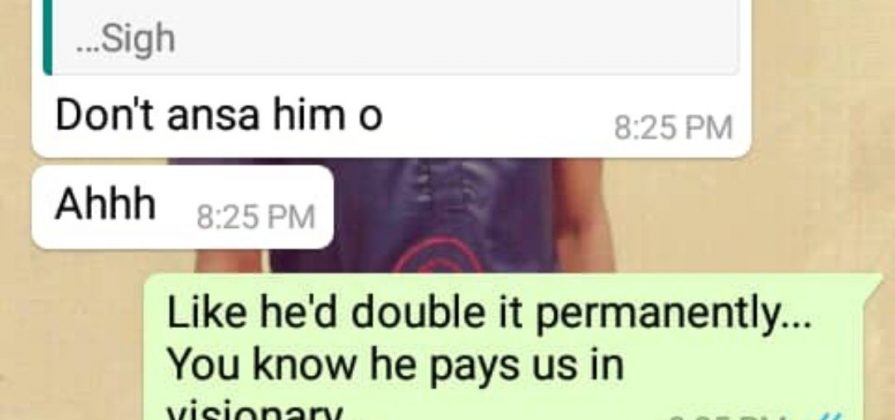 ...Sigh
Don't ansa him o
8:25 PM
Ahhh
8:25 PM
Like he'd double it permanently...
You know he pays us in
visionary